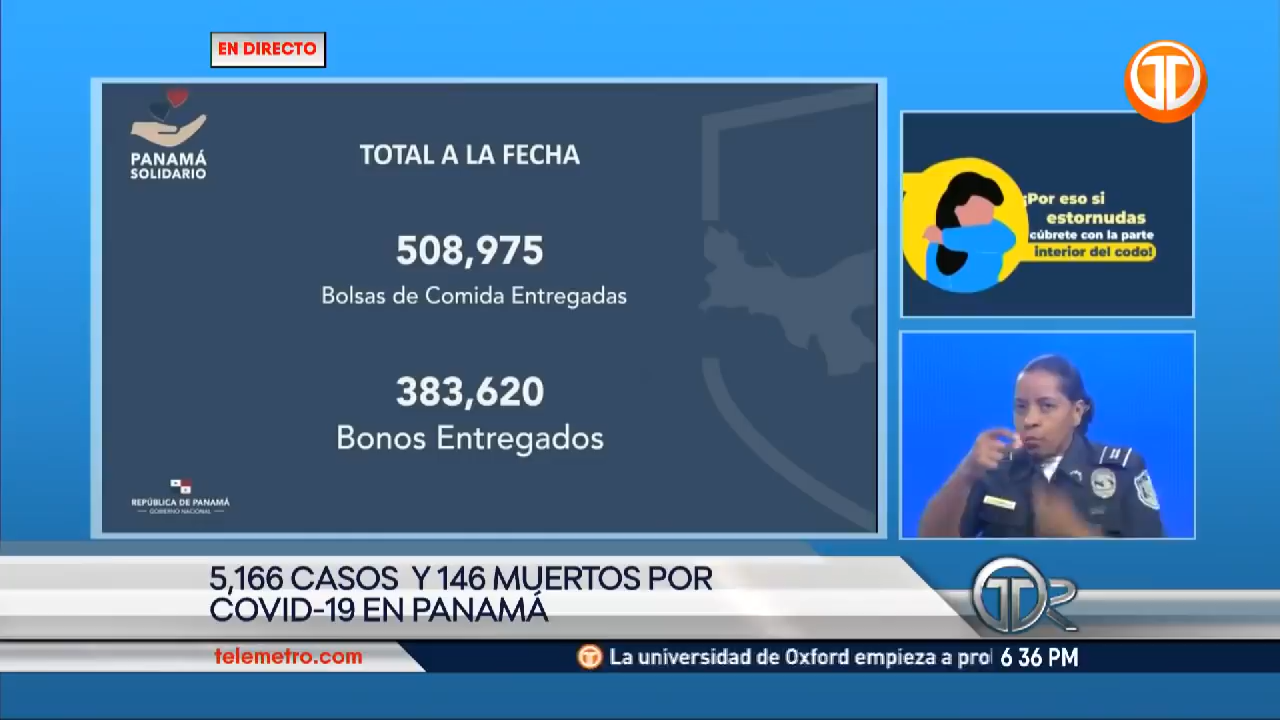 EN DIRECTO
PANAMÁ
SOLIDARIO
TOTAL A LA FECHA
508,975
Bolsas de Comida Entregadas
383,620
Bonos Entregados
REPÚBLICA DE PANAMÁ
— GOBIERNO NACIONAL —
¡Por eso si
estornudas
cúbrete con la parte
interior del codo!
5,166 CASOS Y 146 MUERTOS POR
COVID-19 EN PANAMÁ
telemetro.com
La universidad de Oxford empieza a pro
6 36 PM